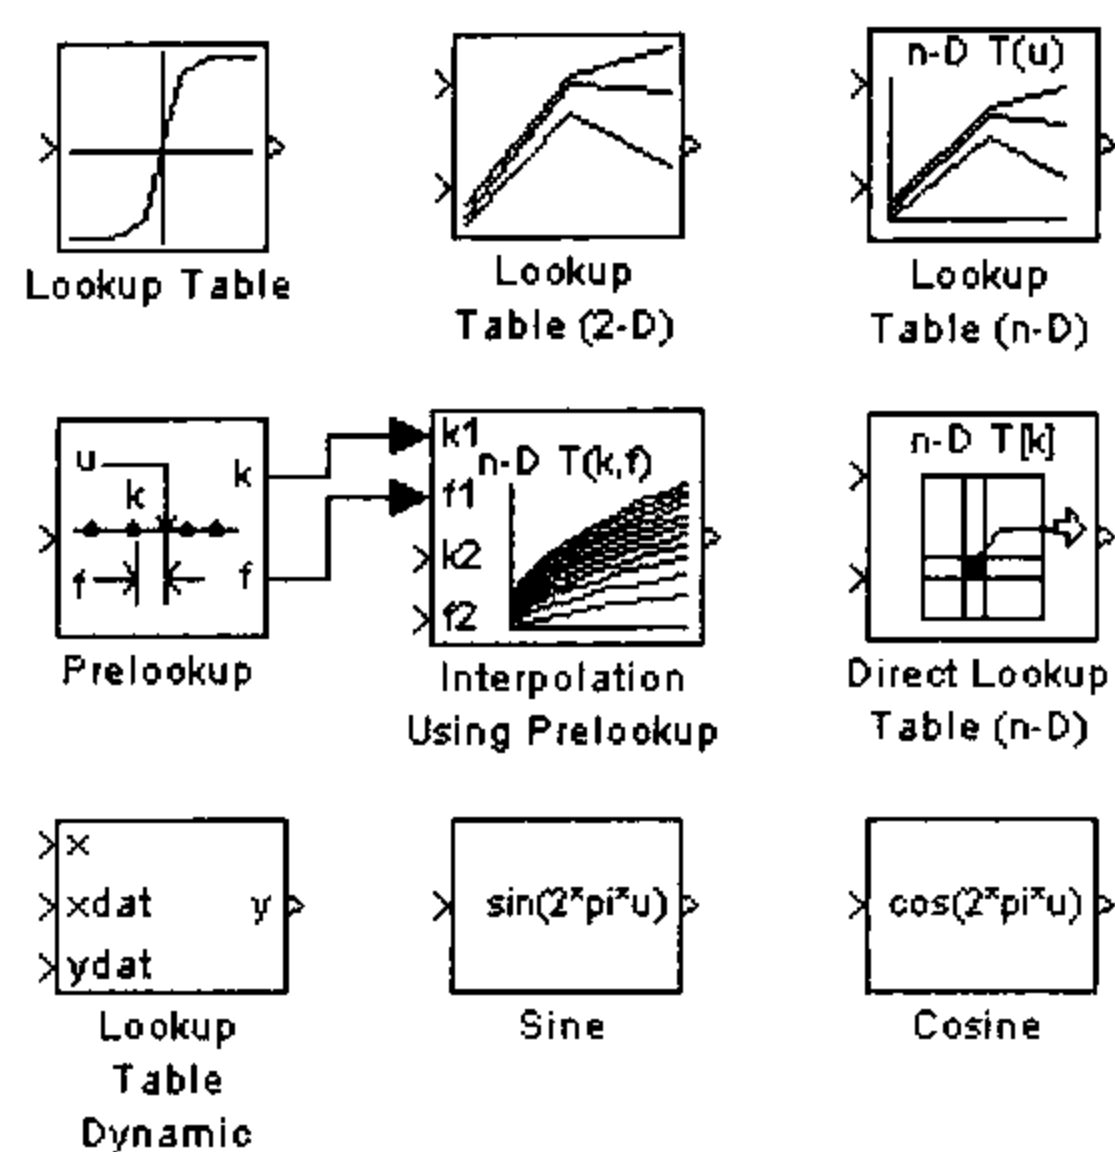 n-D T(u)
Lookup Table
Lookup
Table (2-D)
Lookup
Table (n-D)
u
k
k
f
f
Prelookup
k1
n-D T(k,f)
f1
k2
f2
Interpolation
Using Prelookup
n-D T[k]
Direct Lookup
Table (n-D)
x
xdat
y
ydat
Lookup
Table
Dynamic
sin(2*pi*u)
Sine
cos(2*pi*u)
Cosine